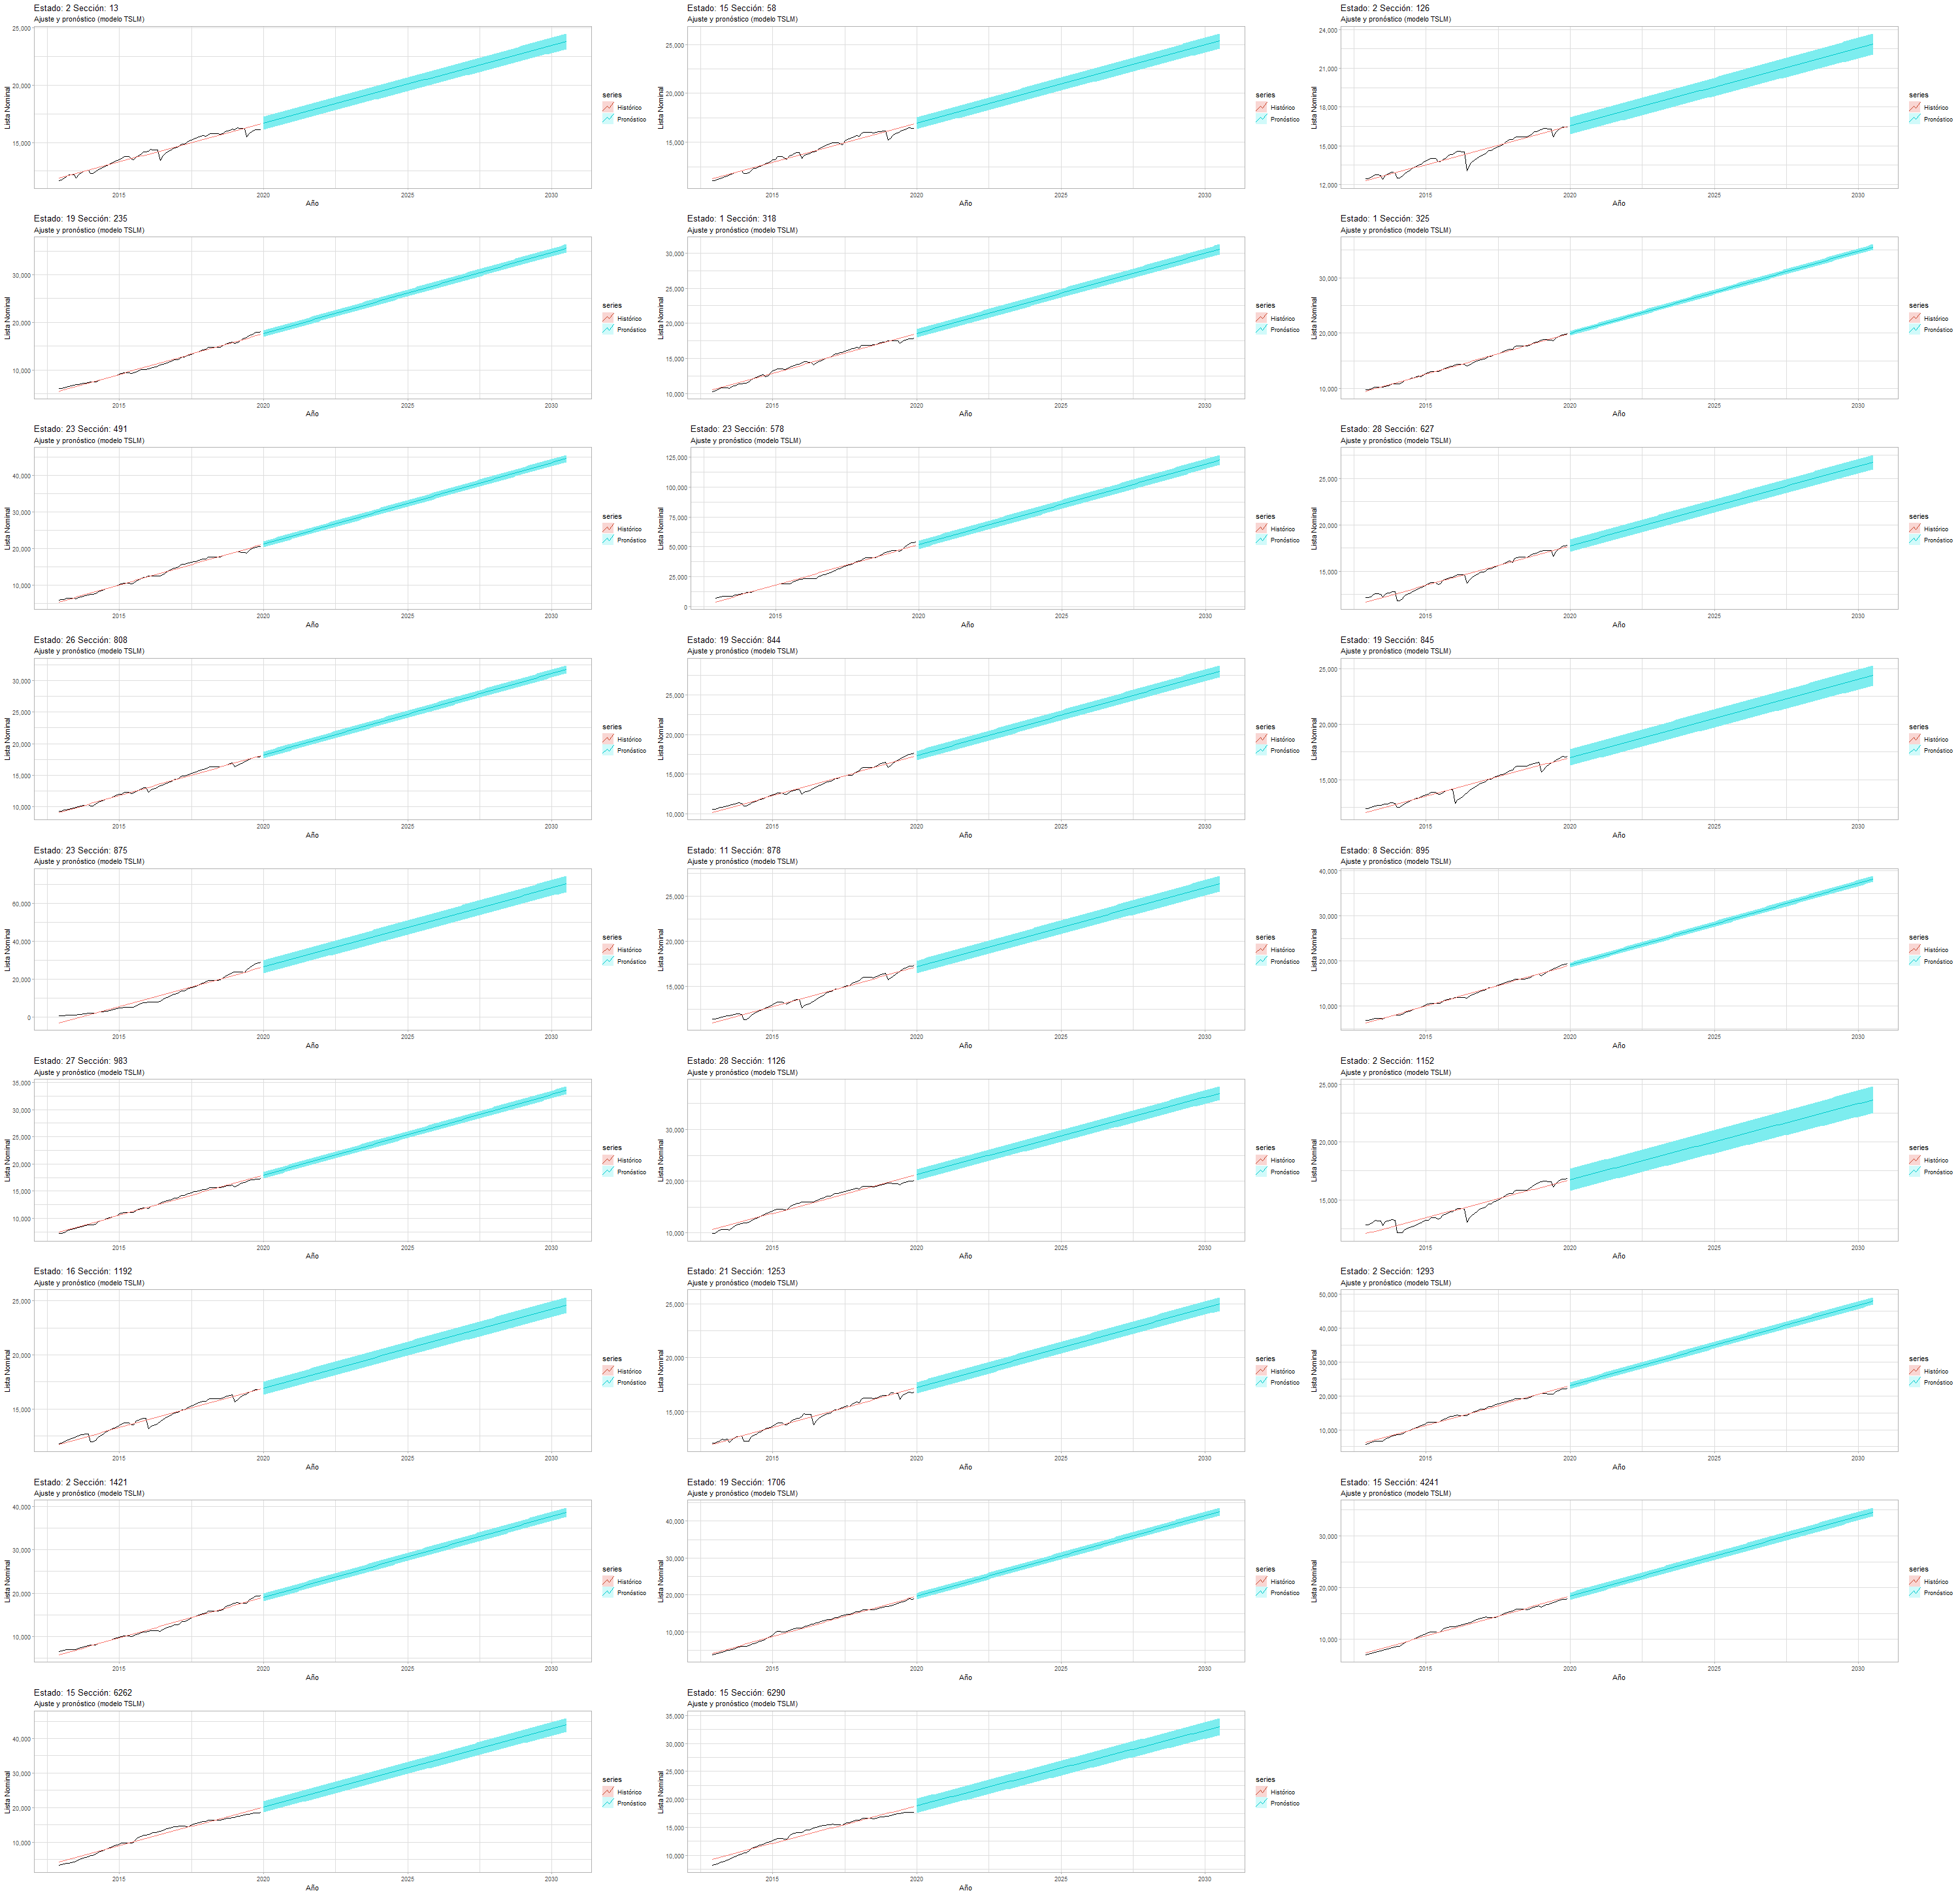 Estado: 2 Sección: 13
Ajuste y pronóstico (modelo TSLM)
25,000
20,000
15,000
Lista Nominal
2015 2020 2025 2030
Año
series
Histórico
Pronóstico
Estado: 15 Sección: 58
Ajuste y pronóstico (modelo TSLM)
25,000
20,000
15,000
Lista Nominal
2015 2020 2025 2030
Año
series
Histórico
Pronóstico
Estado: 2 Sección: 126
Ajuste y pronóstico (modelo TSLM)
24,000
21,000
18,000
15,000
12,000
Lista Nominal
2015 2020 2025 2030
Año
series
Histórico
Pronóstico
Estado: 19 Sección: 235
Ajuste y pronóstico (modelo TSLM)
30,000
20,000
10,000
Lista Nominal
2015 2020 2025 2030
Año
series
Histórico
Pronóstico
Estado: 1 Sección: 318
Ajuste y pronóstico (modelo TSLM)
30,000
25,000
20,000
15,000
10,000
Lista Nominal
2015 2020 2025 2030
Año
series
Histórico
Pronóstico
Estado: 1 Sección: 325
Ajuste y pronóstico (modelo TSLM)
30,000
20,000
10,000
Lista Nominal
2015 2020 2025 2030
Año
series
Histórico
Pronóstico
Estado: 23 Sección: 491
Ajuste y pronóstico (modelo TSLM)
40,000
30,000
20,000
10,000
Lista Nominal
2015 2020 2025 2030
Año
series
Histórico
Pronóstico
Estado: 23 Sección: 578
Ajuste y pronóstico (modelo TSLM)
125,000
100,000
75,000
50,000
25,000
0
Lista Nominal
2015 2020 2025 2030
Año
series
Histórico
Pronóstico
Estado: 28 Sección: 627
Ajuste y pronóstico (modelo TSLM)
25,000
20,000
15,000
Lista Nominal
2015 2020 2025 2030
Año
series
Histórico
Pronóstico
Estado: 26 Sección: 808
Ajuste y pronóstico (modelo TSLM)
30,000
25,000
20,000
15,000
10,000
Lista Nominal
2015 2020 2025 2030
Año
series
Histórico
Pronóstico
Estado: 19 Sección: 844
Ajuste y pronóstico (modelo TSLM)
25,000
20,000
15,000
10,000
Lista Nominal
2015 2020 2025 2030
Año
series
Histórico
Pronóstico
Estado: 19 Sección: 845
Ajuste y pronóstico (modelo TSLM)
25,000
20,000
15,000
Lista Nominal
2015 2020 2025 2030
Año
series
Histórico
Pronóstico
Estado: 23 Sección: 875
Ajuste y pronóstico (modelo TSLM)
60,000
40,000
20,000
0
Lista Nominal
2015 2020 2025 2030
Año
series
Histórico
Pronóstico
Estado: 11 Sección: 878
Ajuste y pronóstico (modelo TSLM)
25,000
20,000
15,000
Lista Nominal
2015 2020 2025 2030
Año
series
Histórico
Pronóstico
Estado: 8 Sección: 895
Ajuste y pronóstico (modelo TSLM)
40,000
30,000
20,000
10,000
Lista Nominal
2015 2020 2025 2030
Año
series
Histórico
Pronóstico
Estado: 27 Sección: 983
Ajuste y pronóstico (modelo TSLM)
35,000
30,000
25,000
20,000
15,000
10,000
Lista Nominal
2015 2020 2025 2030
Año
series
Histórico
Pronóstico
Estado: 28 Sección: 1126
Ajuste y pronóstico (modelo TSLM)
30,000
20,000
10,000
Lista Nominal
2015 2020 2025 2030
Año
series
Histórico
Pronóstico
Estado: 2 Sección: 1152
Ajuste y pronóstico (modelo TSLM)
25,000
20,000
15,000
Lista Nominal
2015 2020 2025 2030
Año
series
Histórico
Pronóstico
Estado: 16 Sección: 1192
Ajuste y pronóstico (modelo TSLM)
25,000
20,000
15,000
Lista Nominal
2015 2020 2025 2030
Año
series
Histórico
Pronóstico
Estado: 21 Sección: 1253
Ajuste y pronóstico (modelo TSLM)
25,000
20,000
15,000
Lista Nominal
2015 2020 2025 2030
Año
series
Histórico
Pronóstico
Estado: 2 Sección: 1293
Ajuste y pronóstico (modelo TSLM)
50,000
40,000
30,000
20,000
10,000
Lista Nominal
2015 2020 2025 2030
Año
series
Histórico
Pronóstico
Estado: 2 Sección: 1421
Ajuste y pronóstico (modelo TSLM)
40,000
30,000
20,000
10,000
Lista Nominal
2015 2020 2025 2030
Año
series
Histórico
Pronóstico
Estado: 19 Sección: 1706
Ajuste y pronóstico (modelo TSLM)
40,000
30,000
20,000
10,000
Lista Nominal
2015 2020 2025 2030
Año
series
Histórico
Pronóstico
Estado: 15 Sección: 4241
Ajuste y pronóstico (modelo TSLM)
30,000
20,000
10,000
Lista Nominal
2015 2020 2025 2030
Año
series
Histórico
Pronóstico
Estado: 15 Sección: 6262
Ajuste y pronóstico (modelo TSLM)
40,000
30,000
20,000
10,000
Lista Nominal
2015 2020 2025 2030
Año
series
Histórico
Pronóstico
Estado: 15 Sección: 6290
Ajuste y pronóstico (modelo TSLM)
35,000
30,000
25,000
20,000
15,000
10,000
Lista Nominal
2015 2020 2025 2030
Año
series
Histórico
Pronóstico